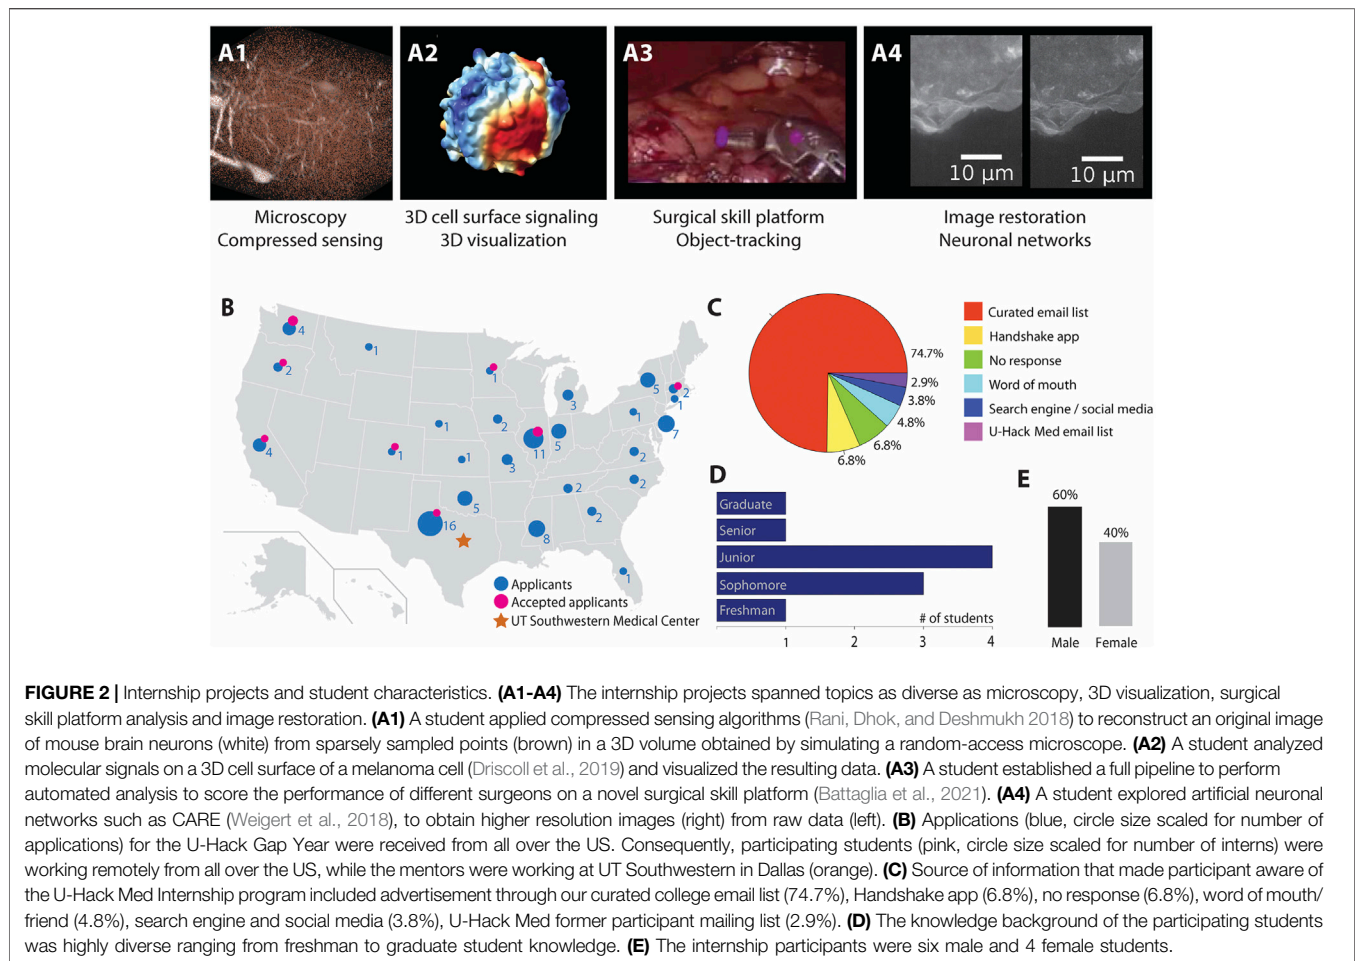 A1
A2
A3
A4
10 µm
10 µm
Microscopy
Compressed sensing
3D cell surface signaling
3D visualization
Surgical skill platform
Object-tracking
Image restoration
Neuronal networks
B
4
2
4
1
1
1
1
1
2
3
11
5
3
5
2
1
1
7
2
2
2
2
5
16
8
1
Applicants
Accepted applicants
UT Southwestern Medical Center
C
74.7%
2.9%
3.8%
4.8%
6.8%
6.8%
Curated email list
Handshake app
No response
Word of mouth
Search engine / social media
U-Hack Med email list
D
Graduate
Senior
Junior
Sophomore
Freshman
# of students
1 2 3 4
E
60%
40%
Male Female
FIGURE 2 | Internship projects and student characteristics. (A1-A4) The internship projects spanned topics as diverse as microscopy, 3D visualization, surgical
skill platform analysis and image restoration. (A1) A student applied compressed sensing algorithms (Rani, Dhok, and Deshmukh 2018) to reconstruct an original image
of mouse brain neurons (white) from sparsely sampled points (brown) in a 3D volume obtained by simulating a random-access microscope. (A2) A student analyzed
molecular signals on a 3D cell surface of a melanoma cell (Driscoll et al., 2019) and visualized the resulting data. (A3) A student established a full pipeline to perform
automated analysis to score the performance of different surgeons on a novel surgical skill platform (Battaglia et al., 2021). (A4) A student explored artificial neuronal
networks such as CARE (Weigert et al., 2018), to obtain higher resolution images (right) from raw data (left). (B) Applications (blue, circle size scaled for number of
applications) for the U-Hack Gap Year were received from all over the US. Consequently, participating students (pink, circle size scaled for number of interns) were
working remotely from all over the US, while the mentors were working at UT Southwestern in Dallas (orange). (C) Source of information that made participant aware of
the U-Hack Med Internship program included advertisement through our curated college email list (74.7%), Handshake app (6.8%), no response (6.8%), word of mouth/
friend (4.8%), search engine and social media (3.8%), U-Hack Med former participant mailing list (2.9%). (D) The knowledge background of the participating students
was highly diverse ranging from freshman to graduate student knowledge. (E) The internship participants were six male and 4 female students.